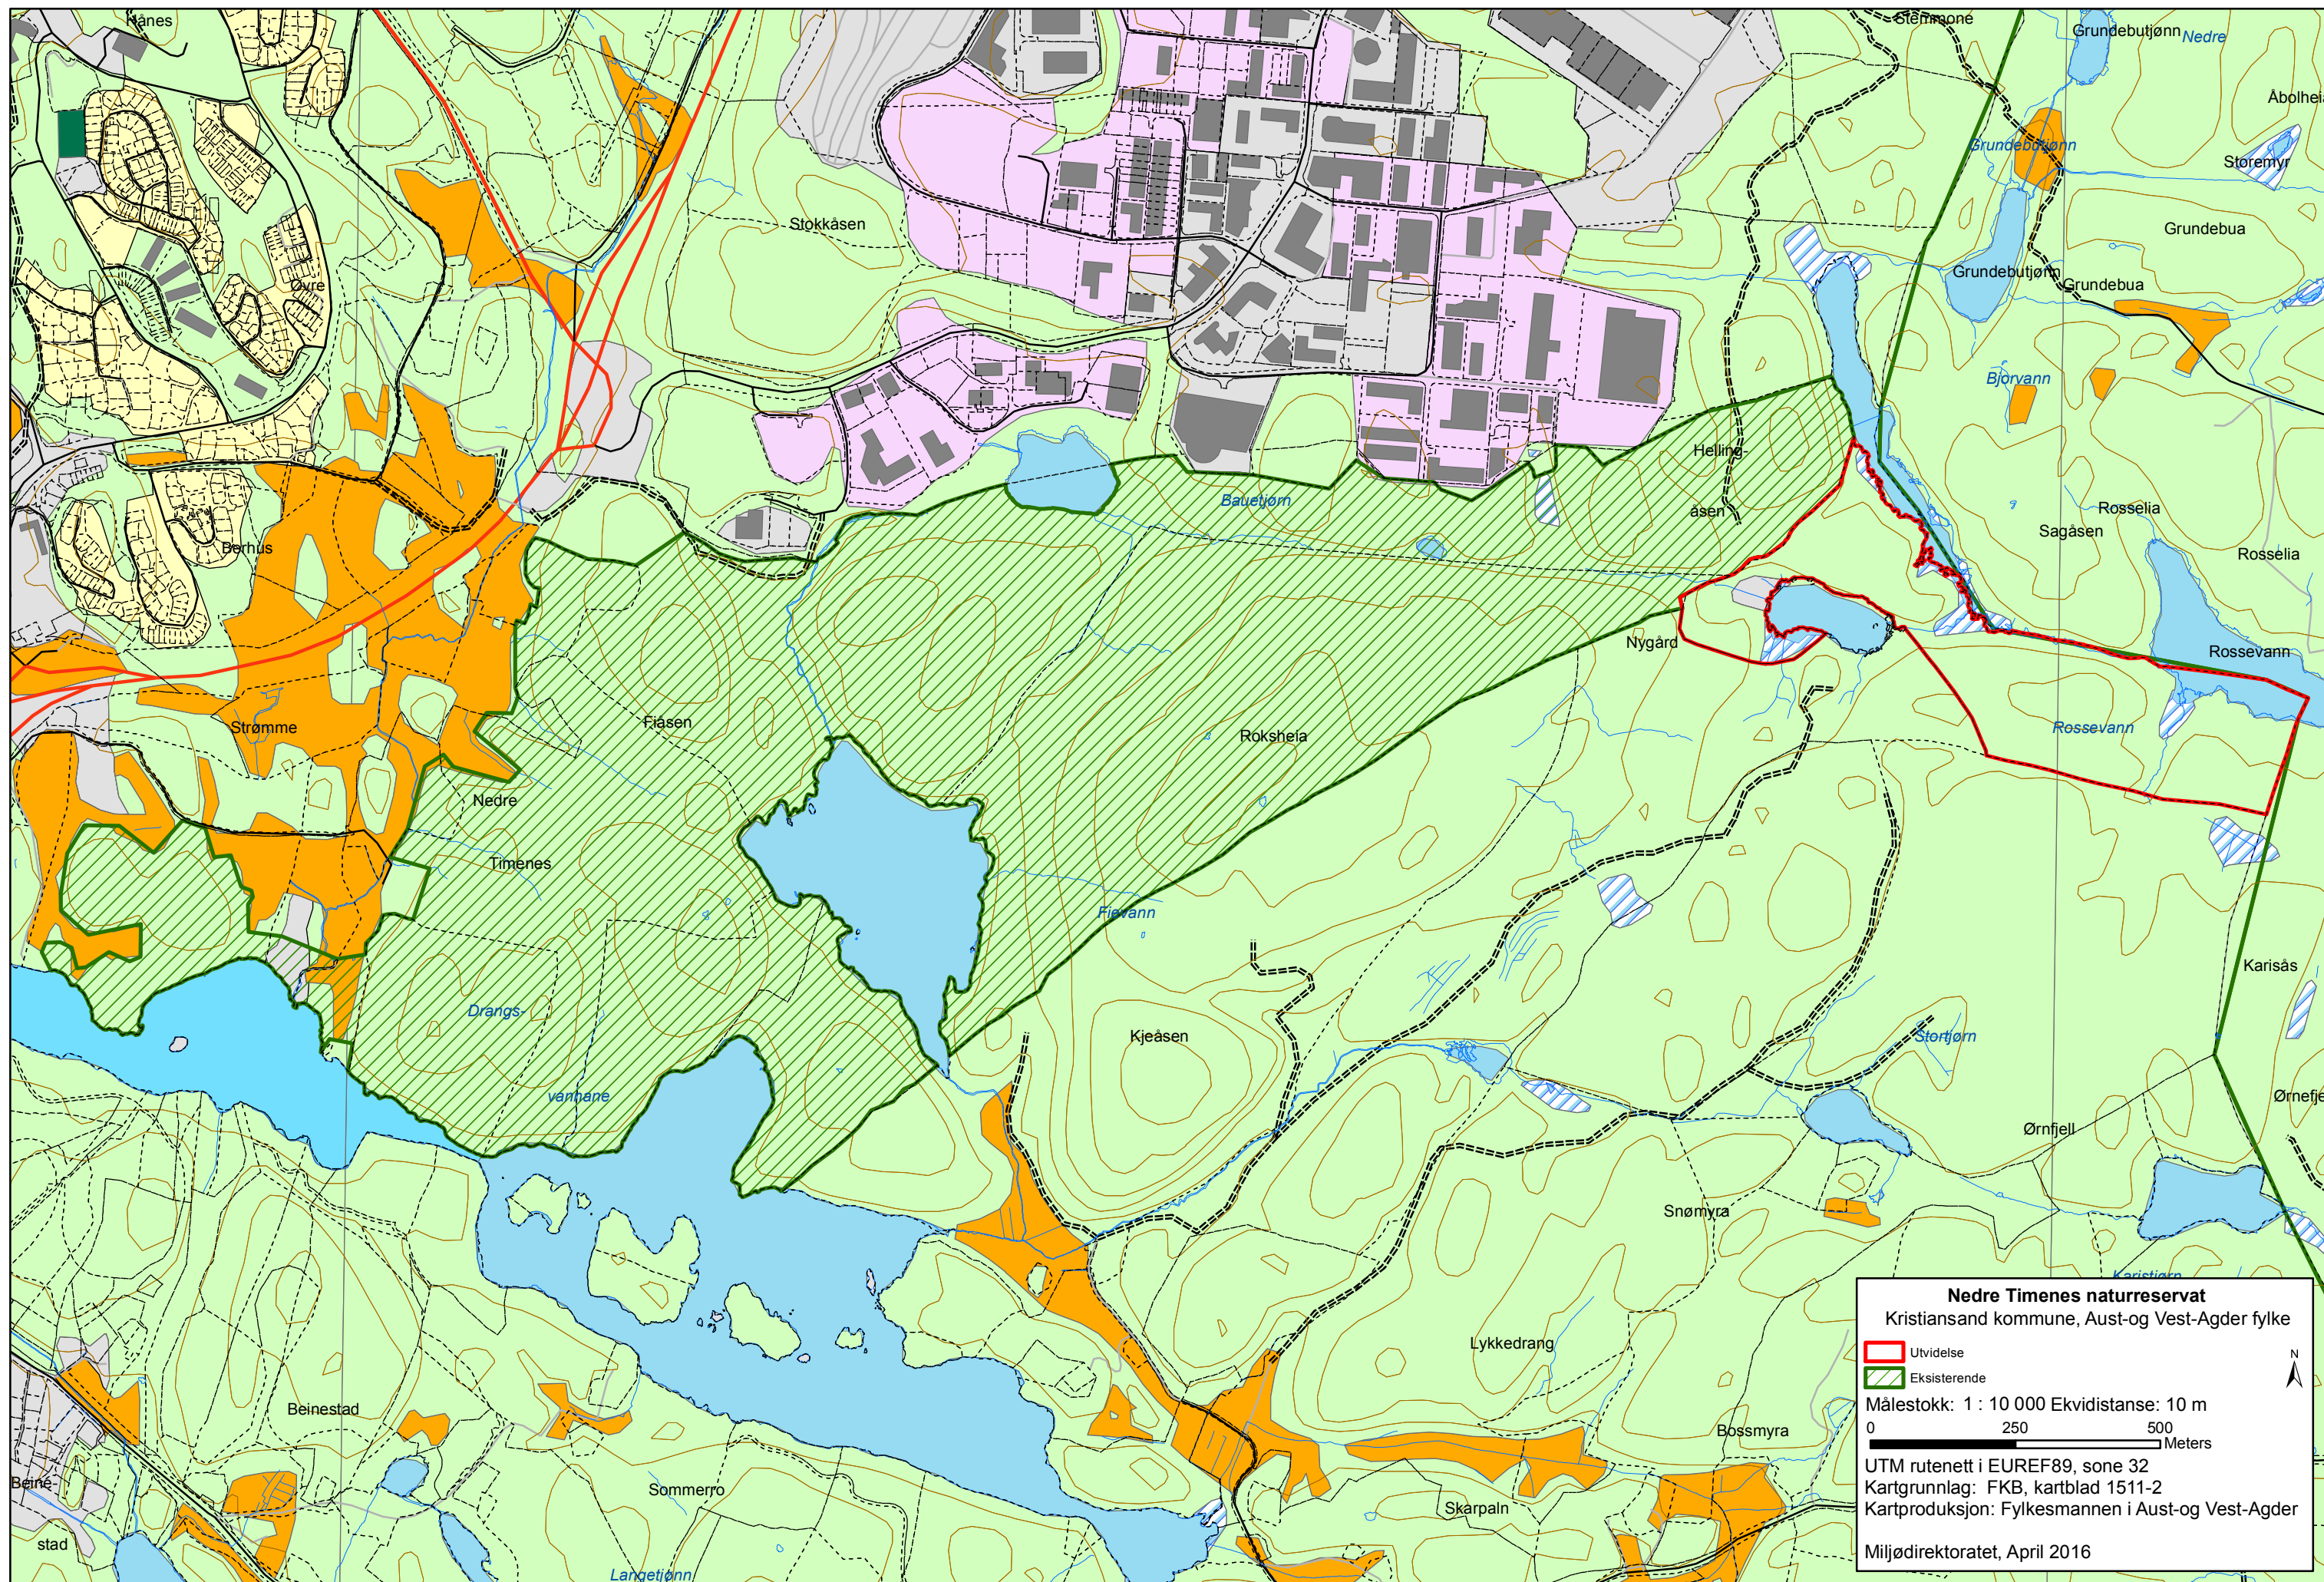 Hånes
Stemmone
Grundebutjønn
Nedre
Åbolhei
Grundebutjønn
Storemyr
Stokkåsen
Grundebua
Øvre
Grundebutjønn
Grundebua
Bjorvann
Helling-
Bauetjørn
åsen
Rosselia
Sagåsen
Berhus
Rosselia
Nygård
Rossevann
Fiåsen
Strømme
Roksheia
Rossevann
Nedre
Timenes
Fievann
Karisås
Drangs-
Kjeåsen
Stortjørn
vannane
Ørnefje
Ørnfjell
Snømyra
Karistjørn
Lykkedrang
Beinestad
Bossmyra
Beine-
Sommerro
Skarpaln
stad
Langetjønn
Nedre Timenes naturreservat
Kristiansand kommune, Aust-og Vest-Agder fylke
Utvidelse
N
Eksisterende
Målestokk: 1 : 10 000 Ekvidistanse: 10 m
0 250 500
Meters
UTM rutenett i EUREF89, sone 32
Kartgrunnlag: FKB, kartblad 1511-2
Kartproduksjon: Fylkesmannen i Aust-og Vest-Agder
Miljødirektoratet, April 2016